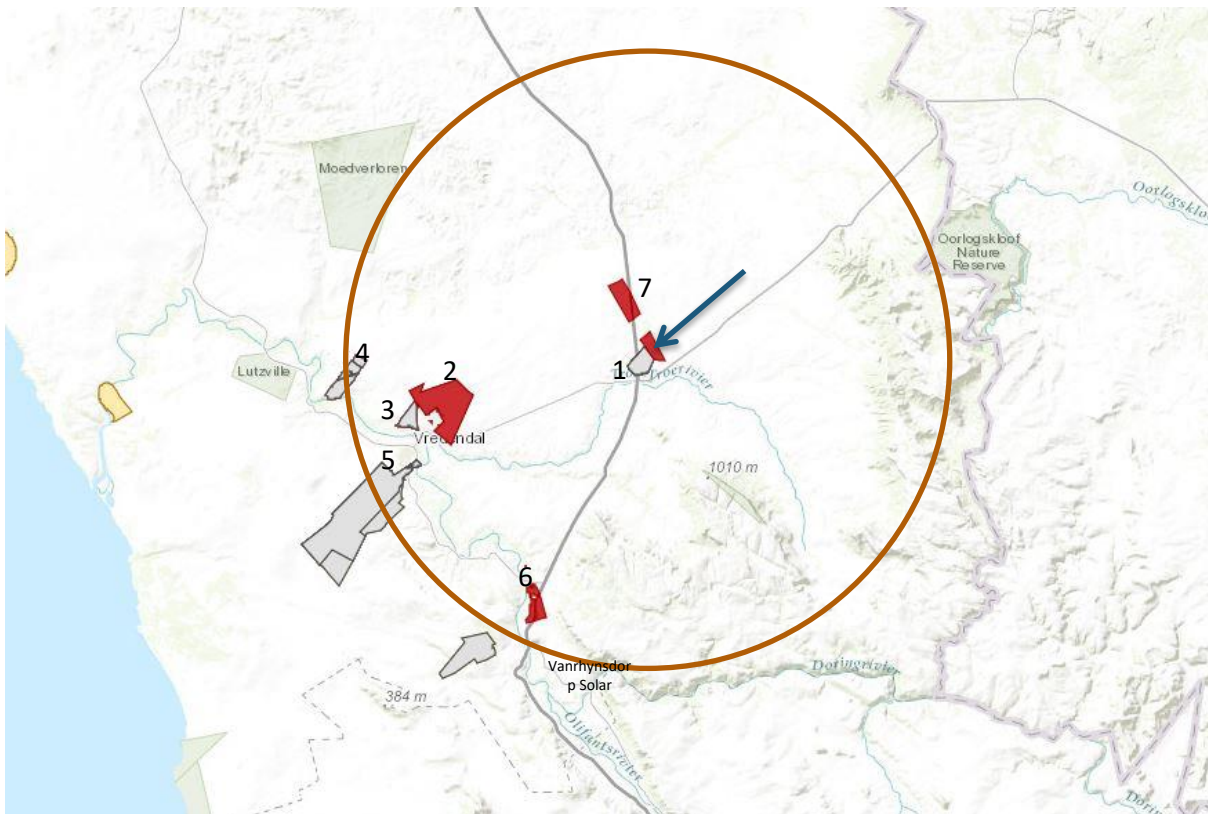 Moedverloren
Oorlogskloof
Nature
Reserve
7
1
4
Lutzville
2
3
Vredendal
5
1010 m
6
Vanrhynsdor
p Solar
Doringrivier
384 m
Olifantsrivier